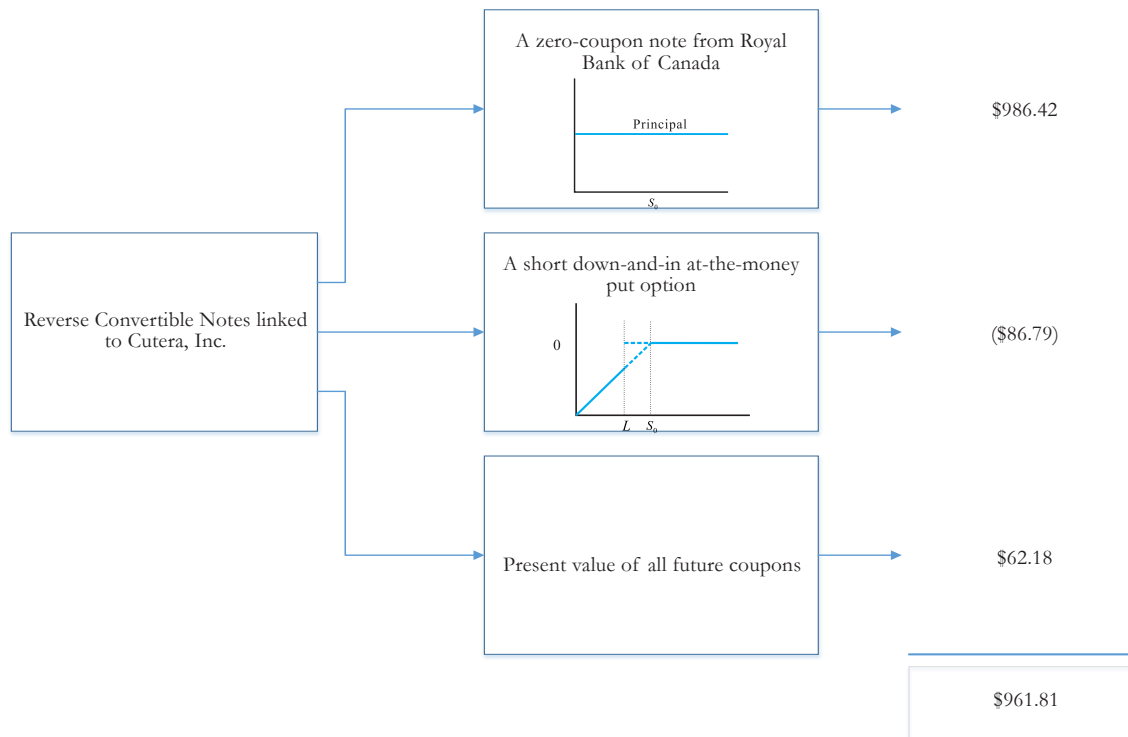 A zero-coupon note from Royal
Bank of Canada
Principal
S₀
$986.42
Reverse Convertible Notes linked
to Cutera, Inc.
A short down-and-in at-the-money
put option
0
L S₀
($86.79)
Present value of all future coupons
$62.18
$961.81